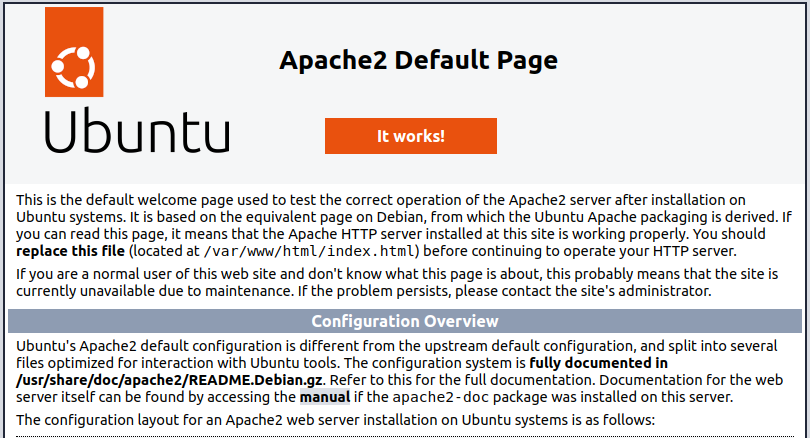 Apache2 Default Page
Ubuntu
It works!
This is the default welcome page used to test the correct operation of the Apache2 server after installation on
Ubuntu systems. It is based on the equivalent page on Debian, from which the Ubuntu Apache packaging is derived. If
you can read this page, it means that the Apache HTTP server installed at this site is working properly. You should
replace this file (located at /var/www/html/index.html) before continuing to operate your HTTP server.
If you are a normal user of this web site and don't know what this page is about, this probably means that the site is
currently unavailable due to maintenance. If the problem persists, please contact the site's administrator.
Configuration Overview
Ubuntu's Apache2 default configuration is different from the upstream default configuration, and split into several
files optimized for interaction with Ubuntu tools. The configuration system is fully documented in
/usr/share/doc/apache2/README.Debian.gz. Refer to this for the full documentation. Documentation for the web
server itself can be found by accessing the manual if the apache2-doc package was installed on this server.
The configuration layout for an Apache2 web server installation on Ubuntu systems is as follows: